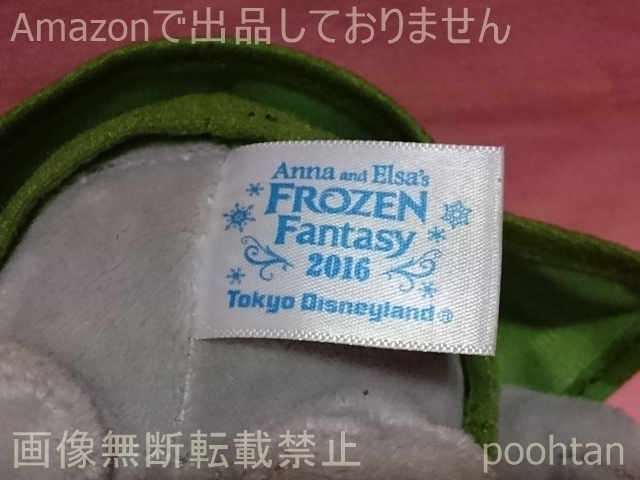 Amazonで出品しておりません
Anna and Elsa's
FROZEN
Fantasy
2016
Tokyo Disneyland®
画像無断転載禁止
poohtan